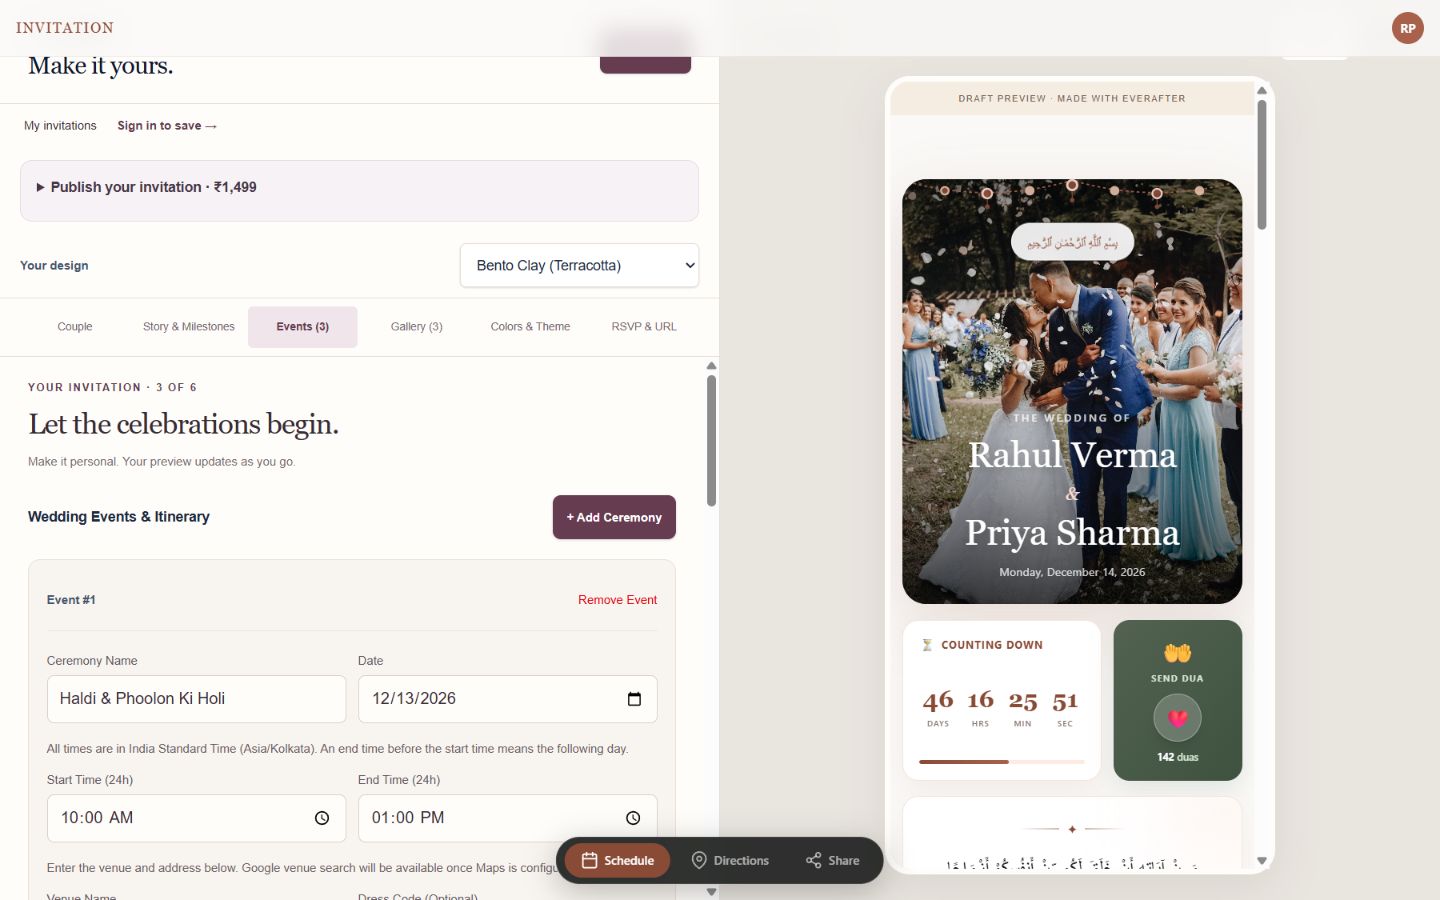 INVITATION
RP
Make it yours.
My invitations
Sign in to save →
▶ Publish your invitation · ₹1,499
Your design
Bento Clay (Terracotta)
Couple
Story & Milestones
Events (3)
Gallery (3)
Colors & Theme
RSVP & URL
YOUR INVITATION · 3 OF 6
Let the celebrations begin.
Make it personal. Your preview updates as you go.
Wedding Events & Itinerary
+ Add Ceremony
Event #1
Remove Event
Ceremony Name
Date
Haldi & Phoolon Ki Holi
12/13/2026
All times are in India Standard Time (Asia/Kolkata). An end time before the start time means the following day.
Start Time (24h)
End Time (24h)
10:00 AM
01:00 PM
Enter the venue and address below. Google venue search will be available once Maps is
Venue Name
Dress Code (Optional)
Schedule
Directions
Share
DRAFT PREVIEW · MADE WITH EVERAFTER
بِسْمِ ٱللَّٰهِ ٱلرَّحْمَٰنِ ٱلرَّحِيمِ
THE WEDDING OF
Rahul Verma
&
Priya Sharma
Monday, December 14, 2026
COUNTING DOWN
46 16 25 51
DAYS HRS MIN SEC
SEND DUA
142 duas